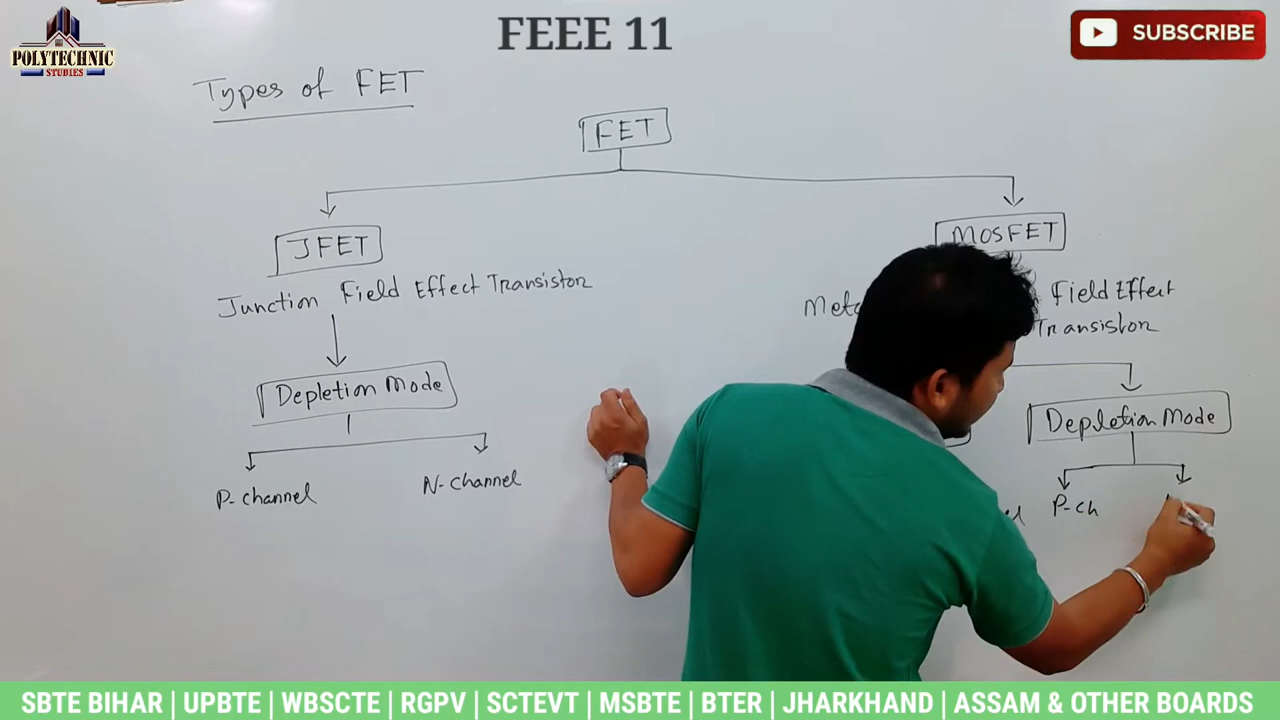 POLYTECHNIC
STUDIES
FEEE 11
SUBSCRIBE
Types of FET
FET
JFET
MOSFET
Junction Field Effect Transistor
Field Effect
Transistor
Depletion Mode
Depletion Mode
P-channel
N-channel
P-ch
SBTE BIHAR | UPBTE | WBSCTE | RGPV | SCTEVT | MSBTE | BTER | JHARKHAND | ASSAM & OTHER BOARDS